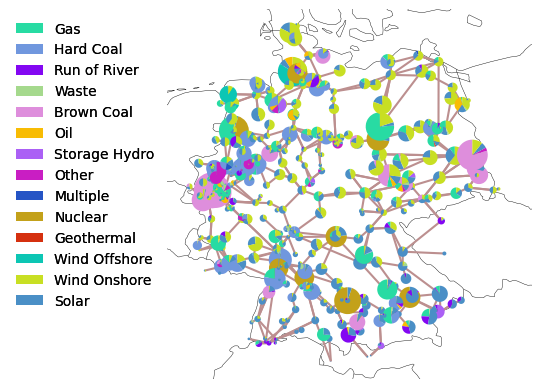 Gas
Hard Coal
Run of River
Waste
Brown Coal
Oil
Storage Hydro
Other
Multiple
Nuclear
Geothermal
Wind Offshore
Wind Onshore
Solar